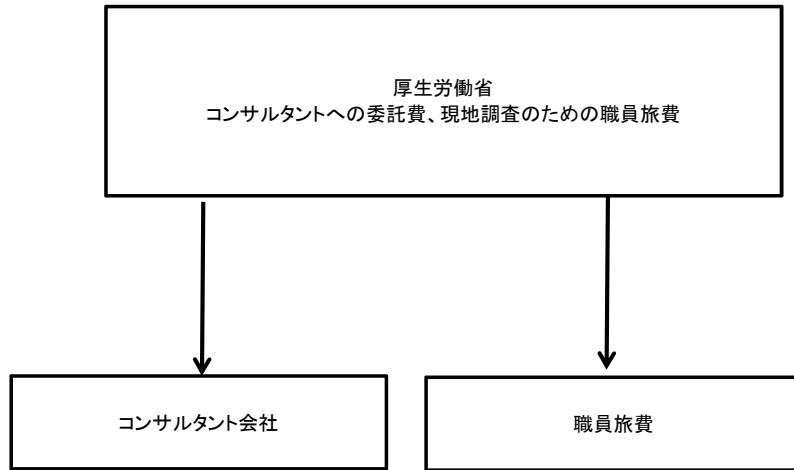 厚生労働省
コンサルタントへの委託費、現地調査のための職員旅費
コンサルタント会社
職員旅費